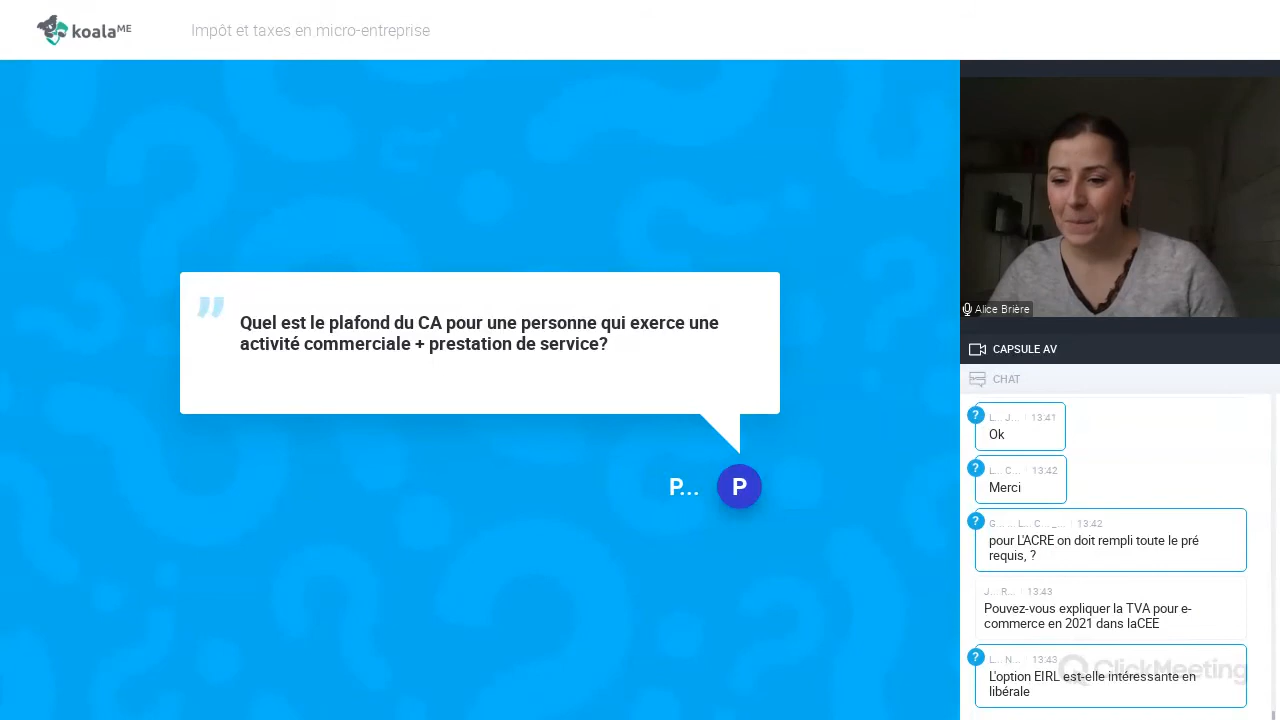 koala ME
Impôt et taxes en micro-entreprise
Quel est le plafond du CA pour une personne qui exerce une
activité commerciale + prestation de service?
P... P
Alice Brière
CAPSULE AV
CHAT
? L... J... 13:41
Ok
? L... C... 13:42
Merci
? G... ... L... C... _... 13:42
pour L'ACRE on doit rempli toute le pré
requis, ?
J... R... 13:43
Pouvez-vous expliquer la TVA pour e-
commerce en 2021 dans laCEE
? L... N... 13:43
ClickMeeting
L'option EIRL est-elle intéressante en
libérale